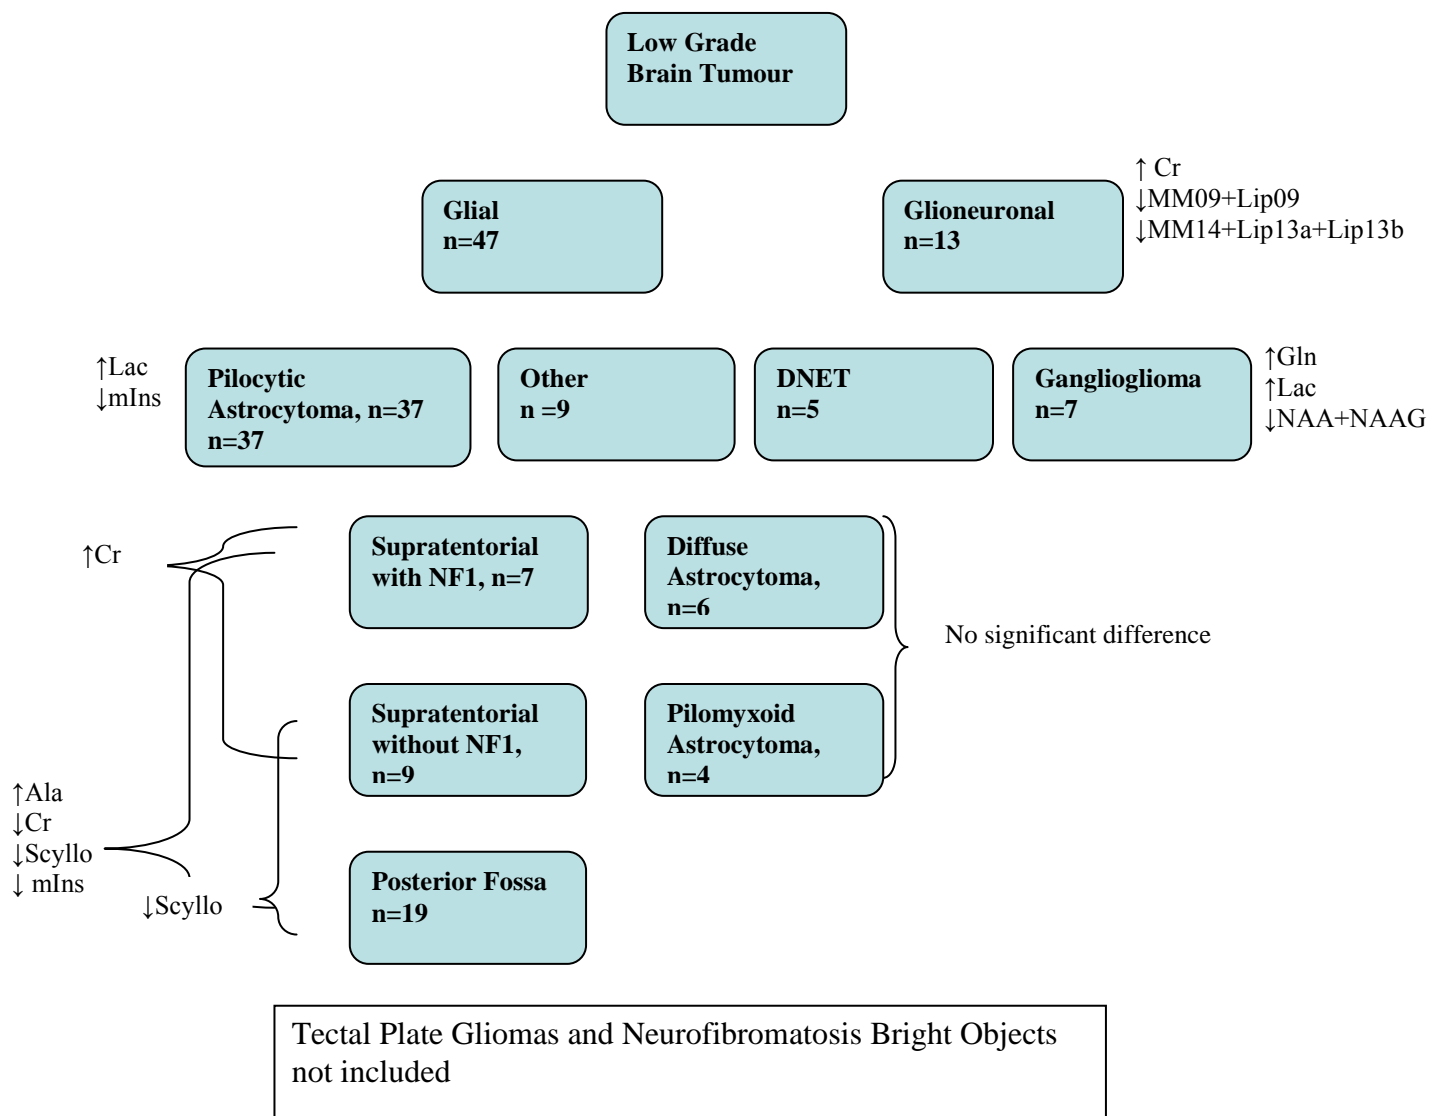 Low Grade
Brain Tumour
Glial
n=47
Glioneuronal
n=13
↑ Cr
↓MM09+Lip09
↓MM14+Lip13a+Lip13b
↑Lac
↓mIns
Pilocytic
Astrocytoma, n=37
n=37
Other
n =9
DNET
n=5
Ganglioglioma
n=7
↑Gln
↑Lac
↓NAA+NAAG
↑Cr
Supratentorial
with NF1, n=7
Diffuse
Astrocytoma,
n=6
No significant difference
Supratentorial
without NF1,
n=9
Pilomyxoid
Astrocytoma,
n=4
↑Ala
↓Cr
↓Scyllo
↓ mIns
↓Scyllo
Posterior Fossa
n=19
Tectal Plate Gliomas and Neurofibromatosis Bright Objects
not included